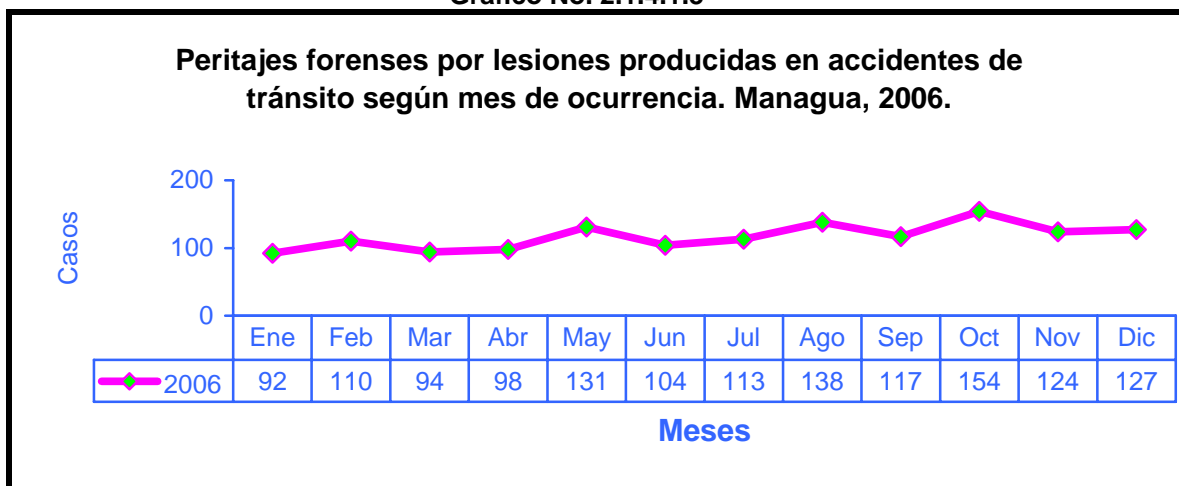 Peritajes forenses por lesiones producidas en accidentes de
tránsito según mes de ocurrencia. Managua, 2006.
200
100
0
Casos
Ene Feb Mar Abr May Jun Jul Ago Sep Oct Nov Dic
2006 92 110 94 98 131 104 113 138 117 154 124 127
Meses